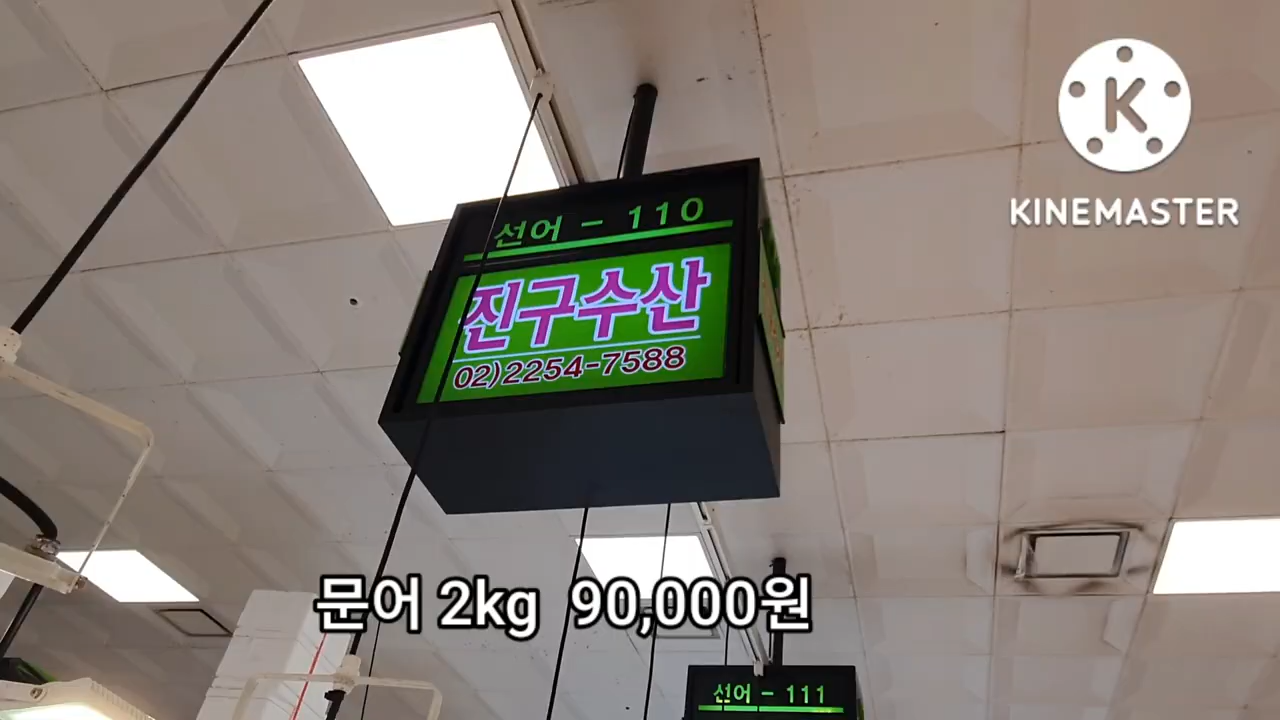 K
KINEMASTER
선어 - 110
진구수산
02)2254-7588
문어 2kg 90,000원
선어 - 111